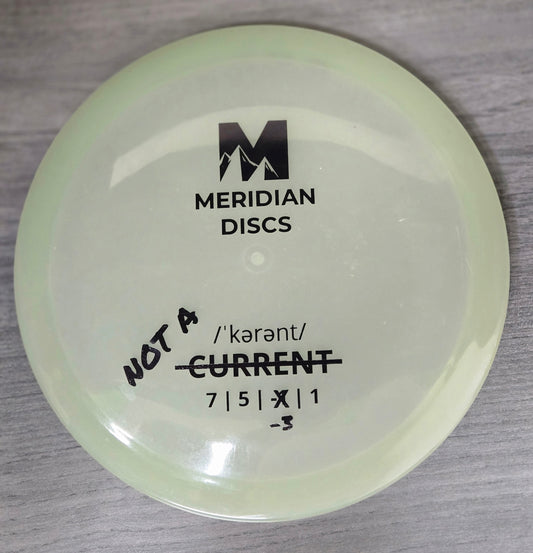 M
MERIDIAN
DISCS
NOT A
/ˈkərənt/
CURRENT
7 | 5 | -X | 1
-3